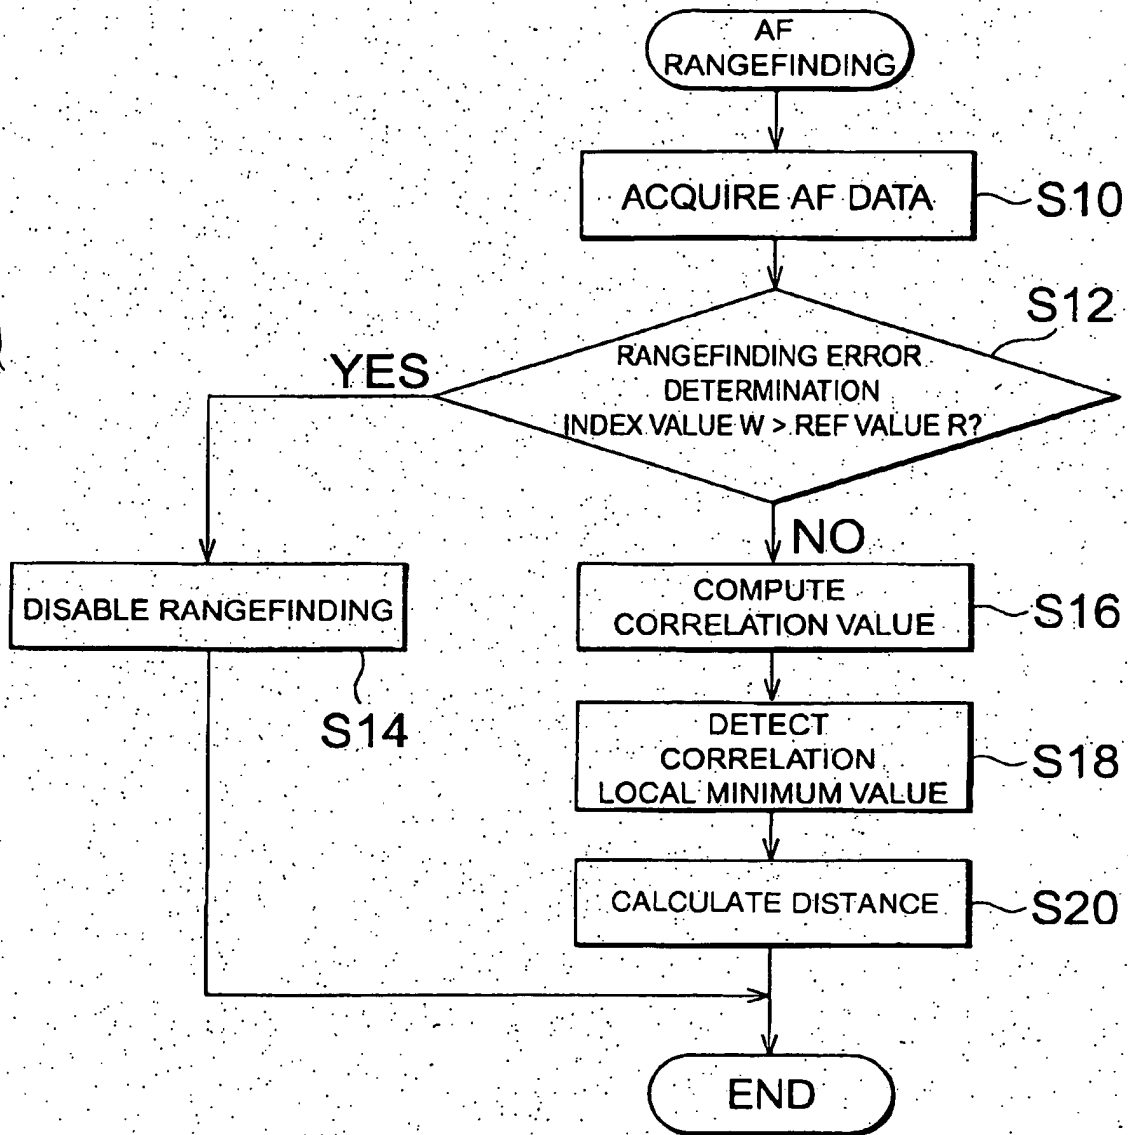 AF
RANGEFINDING
ACQUIRE AF DATA
S10
S12
RANGEFINDING ERROR
DETERMINATION
INDEX VALUE W > REF VALUE R?
YES
NO
DISABLE RANGEFINDING
S14
COMPUTE
CORRELATION VALUE
S16
DETECT
CORRELATION
LOCAL MINIMUM VALUE
S18
CALCULATE DISTANCE
S20
END